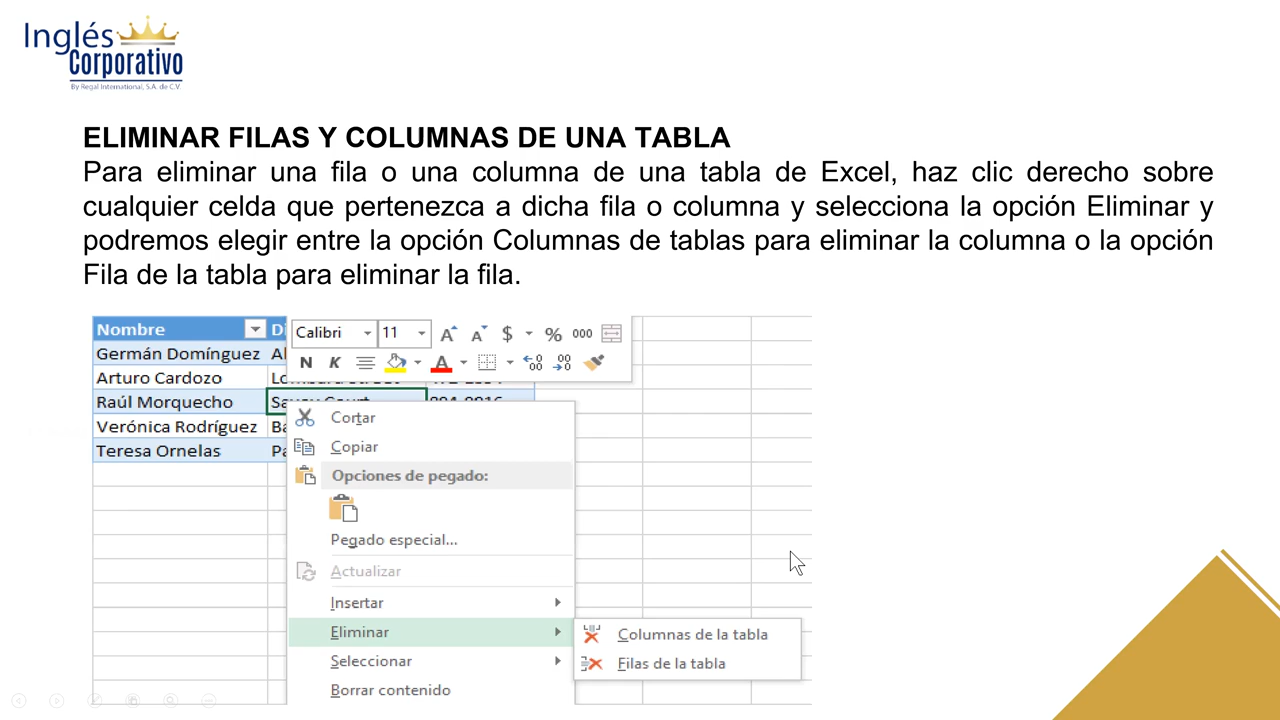 Inglés
Corporativo
By Regal International, S.A. de C.V.
ELIMINAR FILAS Y COLUMNAS DE UNA TABLA
Para eliminar una fila o una columna de una tabla de Excel, haz clic derecho sobre
cualquier celda que pertenezca a dicha fila o columna y selecciona la opción Eliminar y
podremos elegir entre la opción Columnas de tablas para eliminar la columna o la opción
Fila de la tabla para eliminar la fila.
Nombre Di
Calibri 11 A A $ % 000
N K A
Germán Domínguez
Arturo Cardozo
Raúl Morquecho
Verónica Rodríguez Ba
Teresa Ornelas Pa
Cortar
Copiar
Opciones de pegado:
Pegado especial...
Actualizar
Insertar
Eliminar
Seleccionar
Borrar contenido
Columnas de la tabla
Filas de la tabla